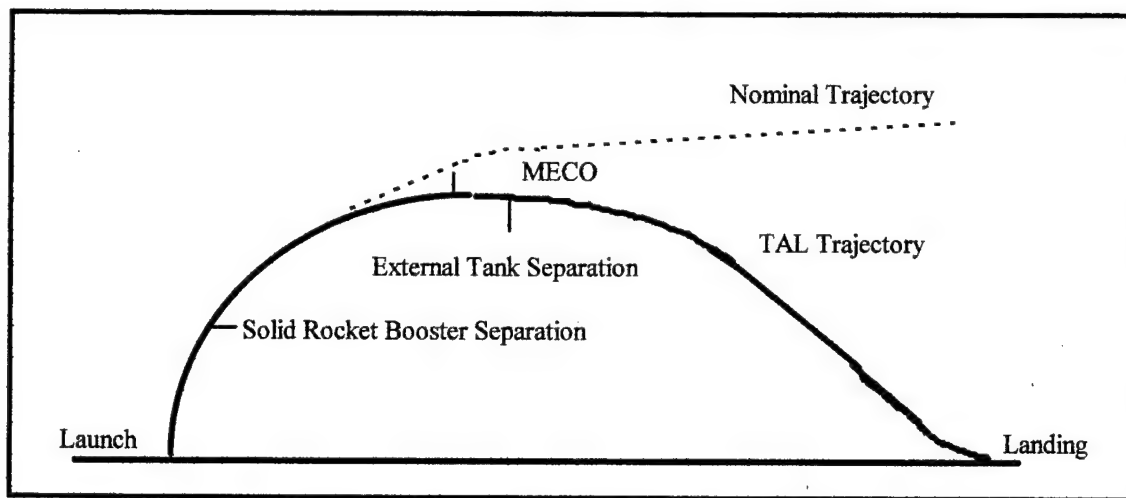 Nominal Trajectory
MECO
TAL Trajectory
External Tank Separation
Solid Rocket Booster Separation
Launch
Landing